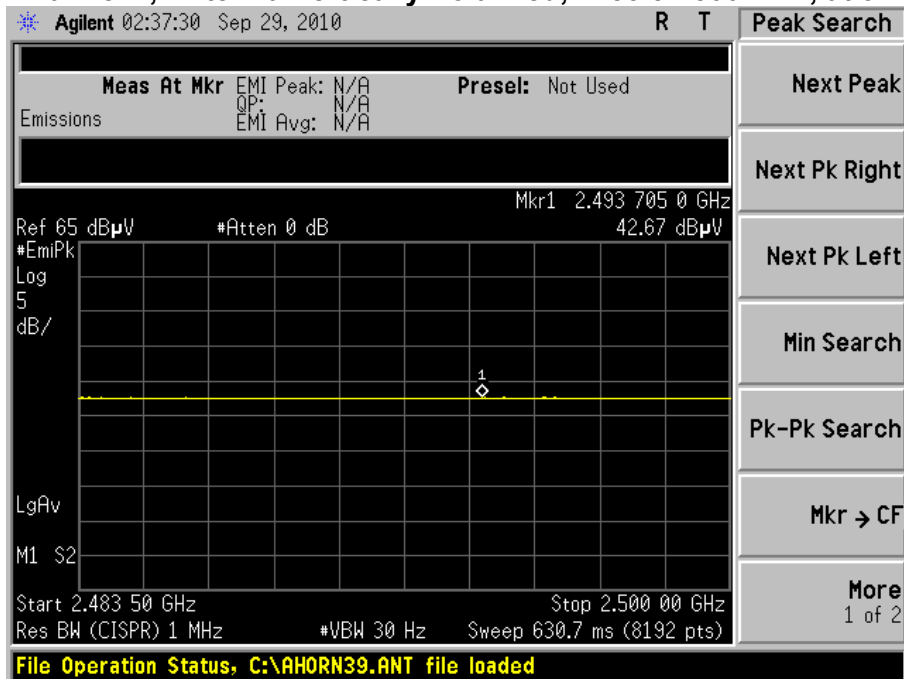 Agilent 02:37:30 Sep 29, 2010 R T Peak Search
Meas At Mkr EMI Peak: N/A Presel: Not Used
QP: N/A
Emissions EMI Avg: N/A
Next Peak
Next Pk Right
Mkr1 2.493 705 0 GHz
Ref 65 dBµV #Atten 0 dB 42.67 dBµV
#EmiPk
Log
5
dB/
Next Pk Left
Min Search
1
Pk-Pk Search
LgAv
Mkr → CF
M1 S2
Start 2.483 50 GHz Stop 2.500 00 GHz
Res BW (CISPR) 1 MHz #VBW 30 Hz Sweep 630.7 ms (8192 pts)
More
1 of 2
File Operation Status, C:\AHORN39.ANT file loaded